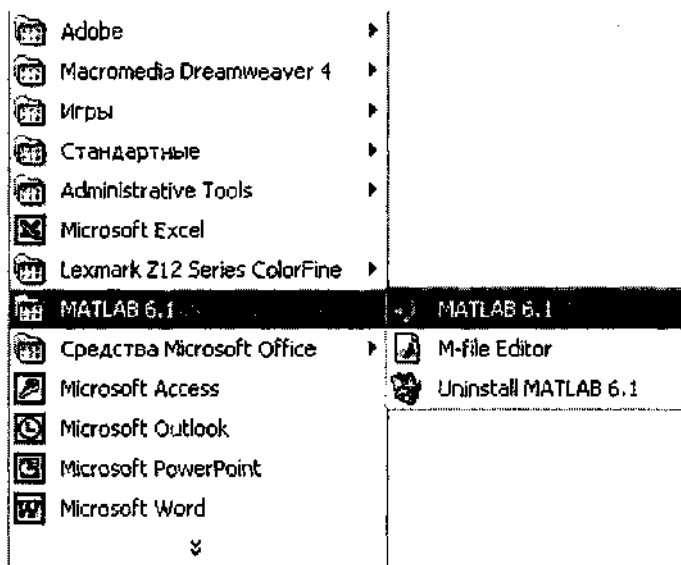 Adobe
Macromedia Dreamweaver 4
Игры
Стандартные
Administrative Tools
Microsoft Excel
Lexmark Z12 Series ColorFine
MATLAB 6.1
Средства Microsoft Office
Microsoft Access
Microsoft Outlook
Microsoft PowerPoint
Microsoft Word
MATLAB 6.1
M-file Editor
Uninstall MATLAB 6.1